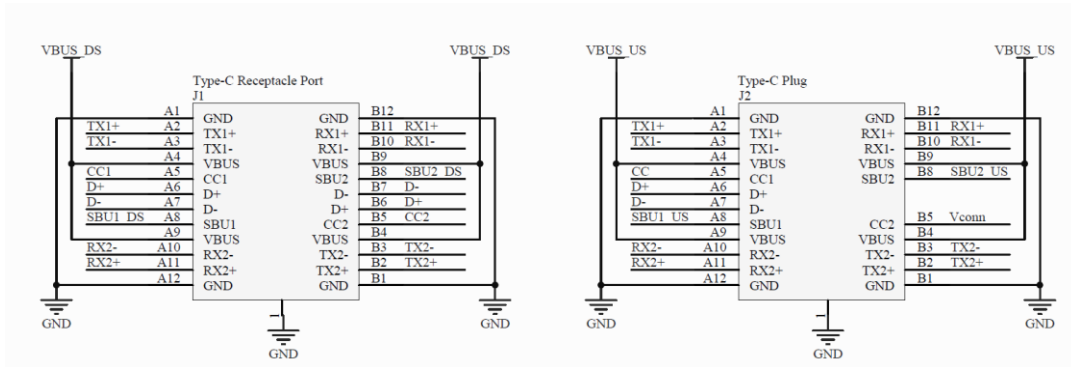 VBUS_DS VBUS_DS VBUS_US VBUS_US
Type-C Receptacle Port Type-C Plug
J1 J2
A1 GND GND B12 A1 GND GND B12
TX1+ A2 TX1+ RX1+ B11 RX1+ TX1+ A2 TX1+ RX1+ B11 RX1+
TX1- A3 TX1- RX1- B10 RX1- TX1- A3 TX1- RX1- B10 RX1-
A4 VBUS VBUS B9 A4 VBUS VBUS B9
CC1 A5 CC1 SBU2 B8 SBU2_DS CC A5 CC1 SBU2 B8 SBU2_US
D+ A6 D+ D- B7 D- D+ A6 D+
D- A7 D- D+ B6 D+ D- A7 D-
SBU1_DS A8 SBU1 CC2 B5 CC2 SBU1_US A8 SBU1 CC2 B5 Vconn
A9 VBUS VBUS B4 A9 VBUS VBUS B4
RX2- A10 RX2- TX2- B3 TX2- RX2- A10 RX2- TX2- B3 TX2-
RX2+ A11 RX2+ TX2+ B2 TX2+ RX2+ A11 RX2+ TX2+ B2 TX2+
A12 GND GND B1 A12 GND GND B1
1 1
GND GND GND GND
GND GND